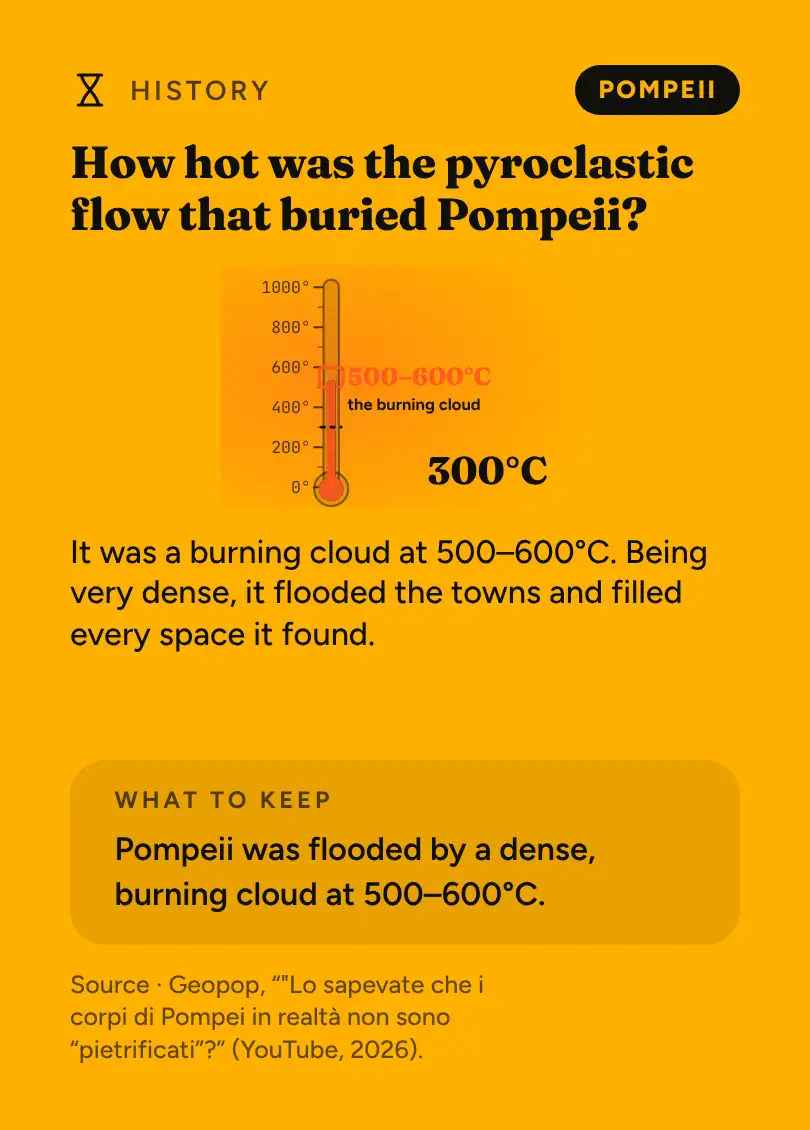 HISTORY
POMPEII
How hot was the pyroclastic
flow that buried Pompeii?
1000°
800°
600°
500–600°C
400°
the burning cloud
200°
300°C
0°
It was a burning cloud at 500–600°C. Being
very dense, it flooded the towns and filled
every space it found.
WHAT TO KEEP
Pompeii was flooded by a dense,
burning cloud at 500–600°C.
Source · Geopop, “"Lo sapevate che i
corpi di Pompei in realtà non sono
“pietrificati”?” (YouTube, 2026).